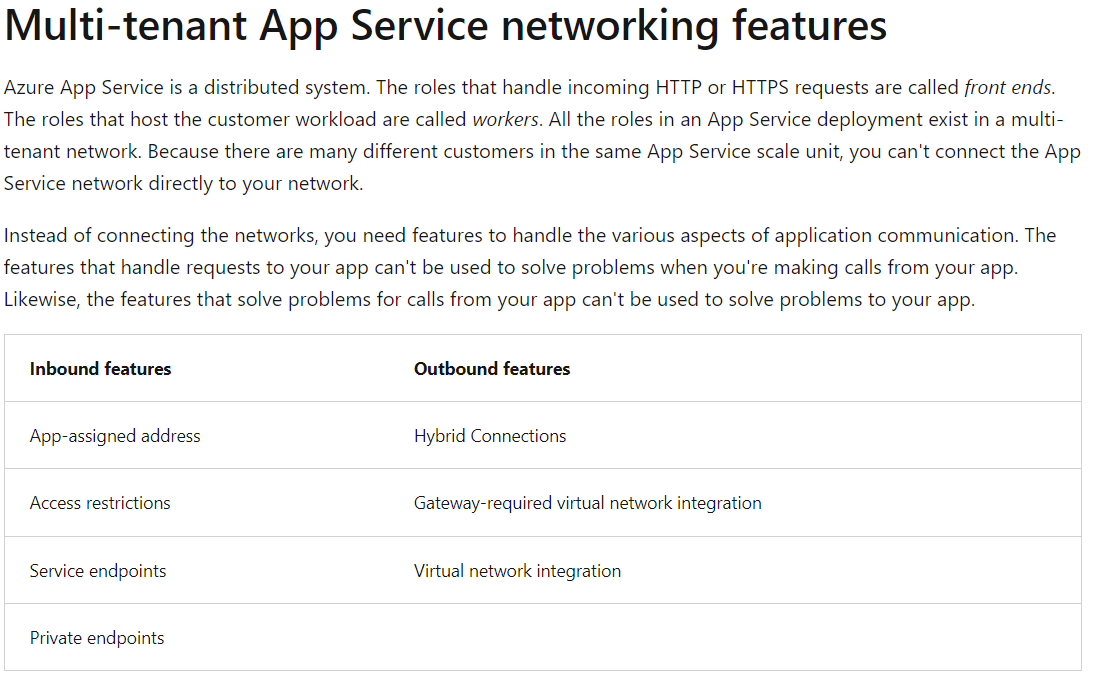 Multi-tenant App Service networking features
Azure App Service is a distributed system. The roles that handle incoming HTTP or HTTPS requests are called front ends.
The roles that host the customer workload are called workers. All the roles in an App Service deployment exist in a multi-
tenant network. Because there are many different customers in the same App Service scale unit, you can't connect the App
Service network directly to your network.
Instead of connecting the networks, you need features to handle the various aspects of application communication. The
features that handle requests to your app can't be used to solve problems when you're making calls from your app.
Likewise, the features that solve problems for calls from your app can't be used to solve problems to your app.
Inbound features Outbound features
App-assigned address Hybrid Connections
Access restrictions Gateway-required virtual network integration
Service endpoints Virtual network integration
Private endpoints